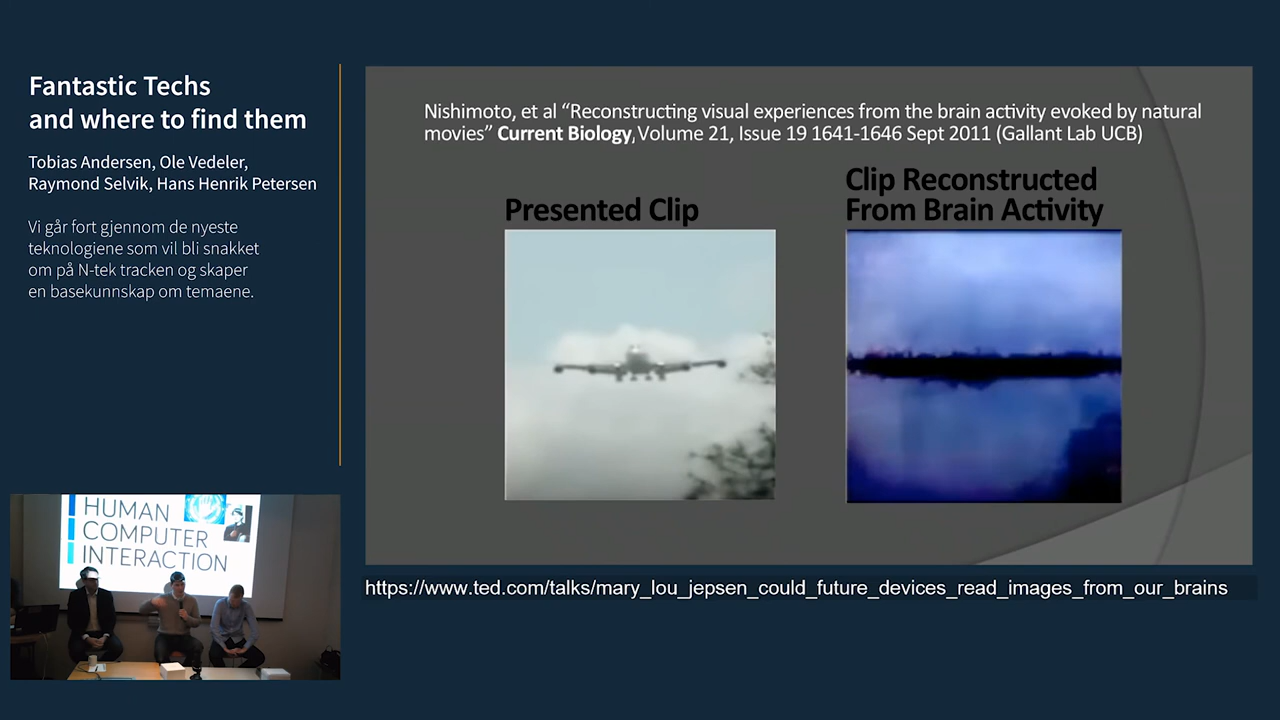 Fantastic Techs
and where to find them
Tobias Andersen, Ole Vedeler,
Raymond Selvik, Hans Henrik Petersen
Vi går fort gjennom de nyeste
teknologiene som vil bli snakket
om på N-tek tracken og skaper
en basekunnskap om temaene.
Nishimoto, et al “Reconstructing visual experiences from the brain activity evoked by natural
movies” Current Biology, Volume 21, Issue 19 1641-1646 Sept 2011 (Gallant Lab UCB)
Presented Clip
Clip Reconstructed
From Brain Activity
https://www.ted.com/talks/mary_lou_jepsen_could_future_devices_read_images_from_our_brains
HUMAN
COMPUTER
INTERACTION